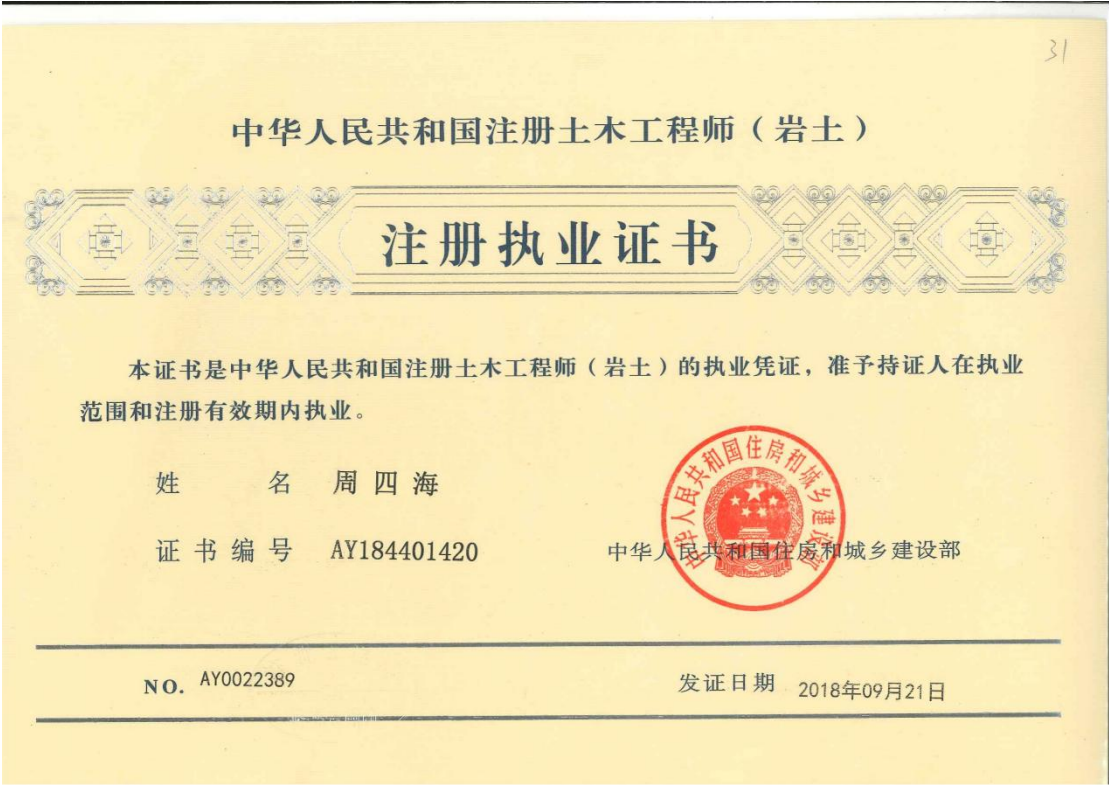 31
中华人民共和国注册土木工程师（岩土）
注册执业证书
本证书是中华人民共和国注册土木工程师（岩土）的执业凭证，准予持证人在执业
范围和注册有效期内执业。
姓 名 周四海
证书编号 AY184401420
中华人民共和国住房和城乡建设部
中华人民共和国住房和城乡建设部
NO. AY0022389
发证日期 2018年09月21日